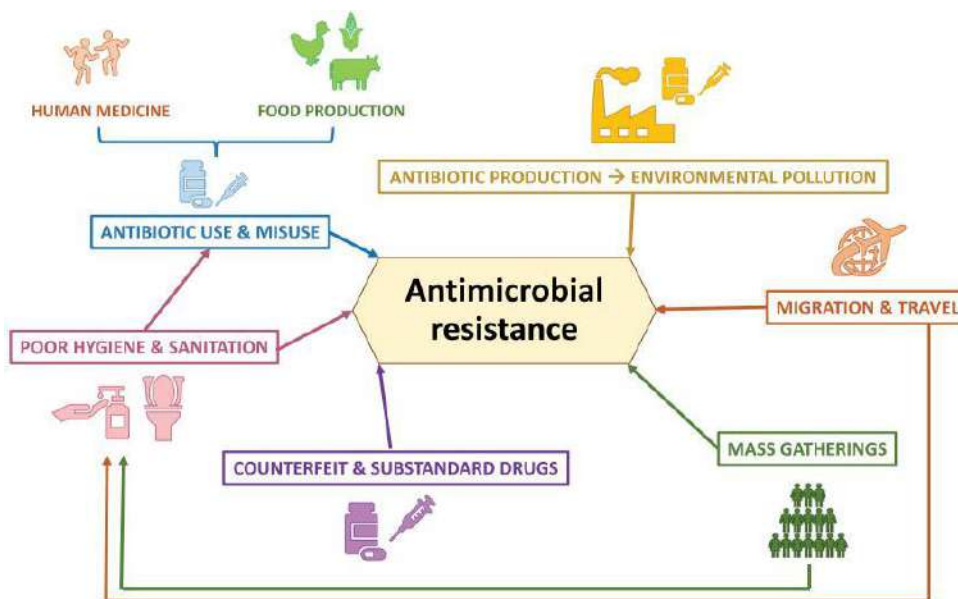 HUMAN MEDICINE
FOOD PRODUCTION
ANTIBIOTIC PRODUCTION → ENVIRONMENTAL POLLUTION
ANTIBIOTIC USE & MISUSE
Antimicrobial
resistance
MIGRATION & TRAVEL
POOR HYGIENE & SANITATION
MASS GATHERINGS
COUNTERFEIT & SUBSTANDARD DRUGS